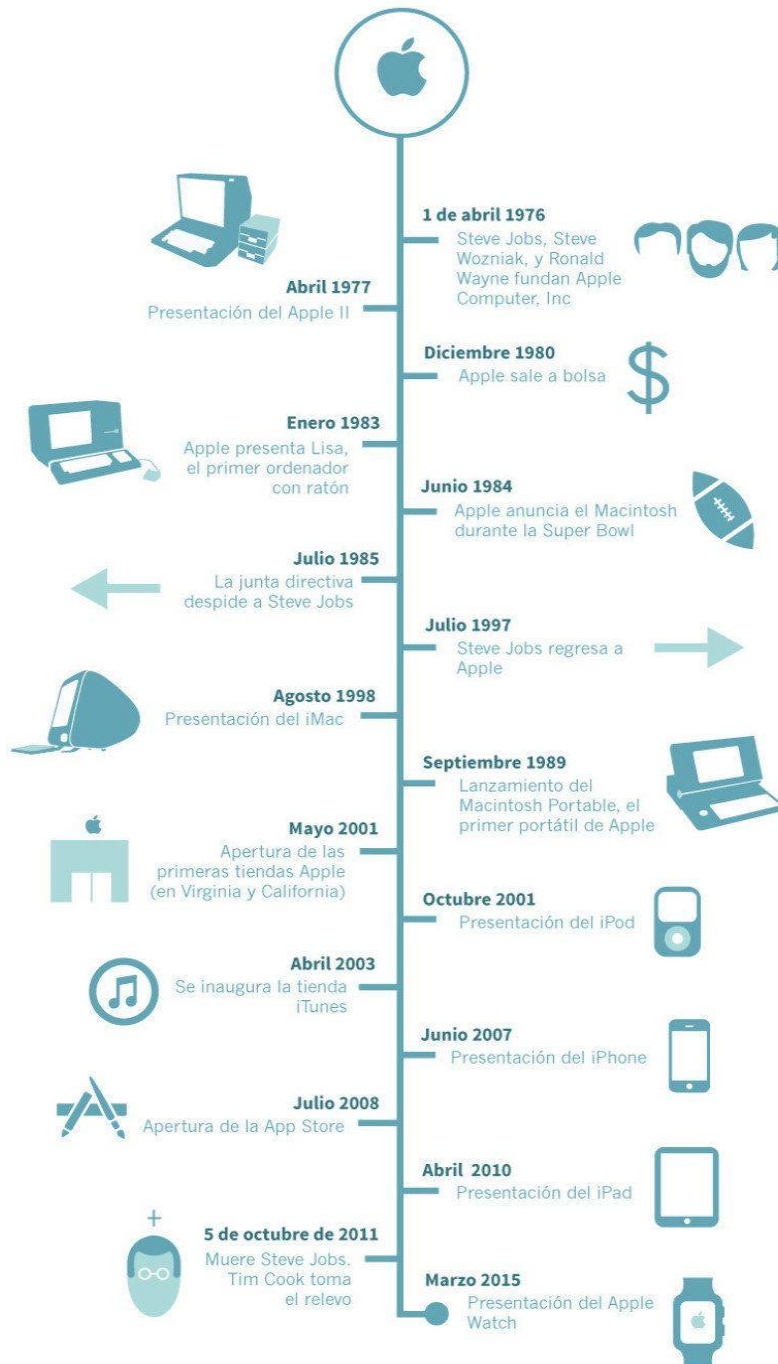 1 de abril 1976
Steve Jobs, Steve
Wozniak, y Ronald
Wayne fundan Apple
Computer, Inc
Abril 1977
Presentación del Apple II
Diciembre 1980
Apple sale a bolsa
$
Enero 1983
Apple presenta Lisa,
el primer ordenador
con ratón
Junio 1984
Apple anuncia el Macintosh
durante la Super Bowl
Julio 1985
La junta directiva
despide a Steve Jobs
Julio 1997
Steve Jobs regresa a
Apple
Agosto 1998
Presentación del iMac
Septiembre 1989
Lanzamiento del
Macintosh Portable, el
primer portátil de Apple
Mayo 2001
Apertura de las
primeras tiendas Apple
(en Virginia y California)
Octubre 2001
Presentación del iPod
Abril 2003
Se inaugura la tienda
iTunes
Junio 2007
Presentación del iPhone
Julio 2008
Apertura de la App Store
Abril 2010
Presentación del iPad
5 de octubre de 2011
Muere Steve Jobs.
Tim Cook toma
el relevo
Marzo 2015
Presentación del Apple
Watch